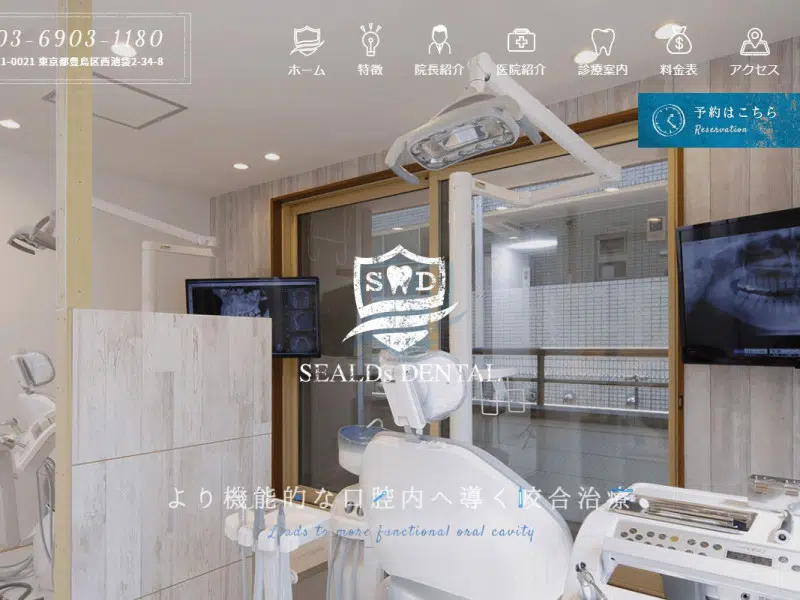 03-6903-1180
1-0021 東京都豊島区西池袋2-34-8
ホーム
特徴
院長紹介
医院紹介
診療案内
料金表
アクセス
予約はこちら
Reservation
S D
SEALDs DENTAL
より機能的な口腔内へ導く咬合治療
Leads to more functional oral cavity